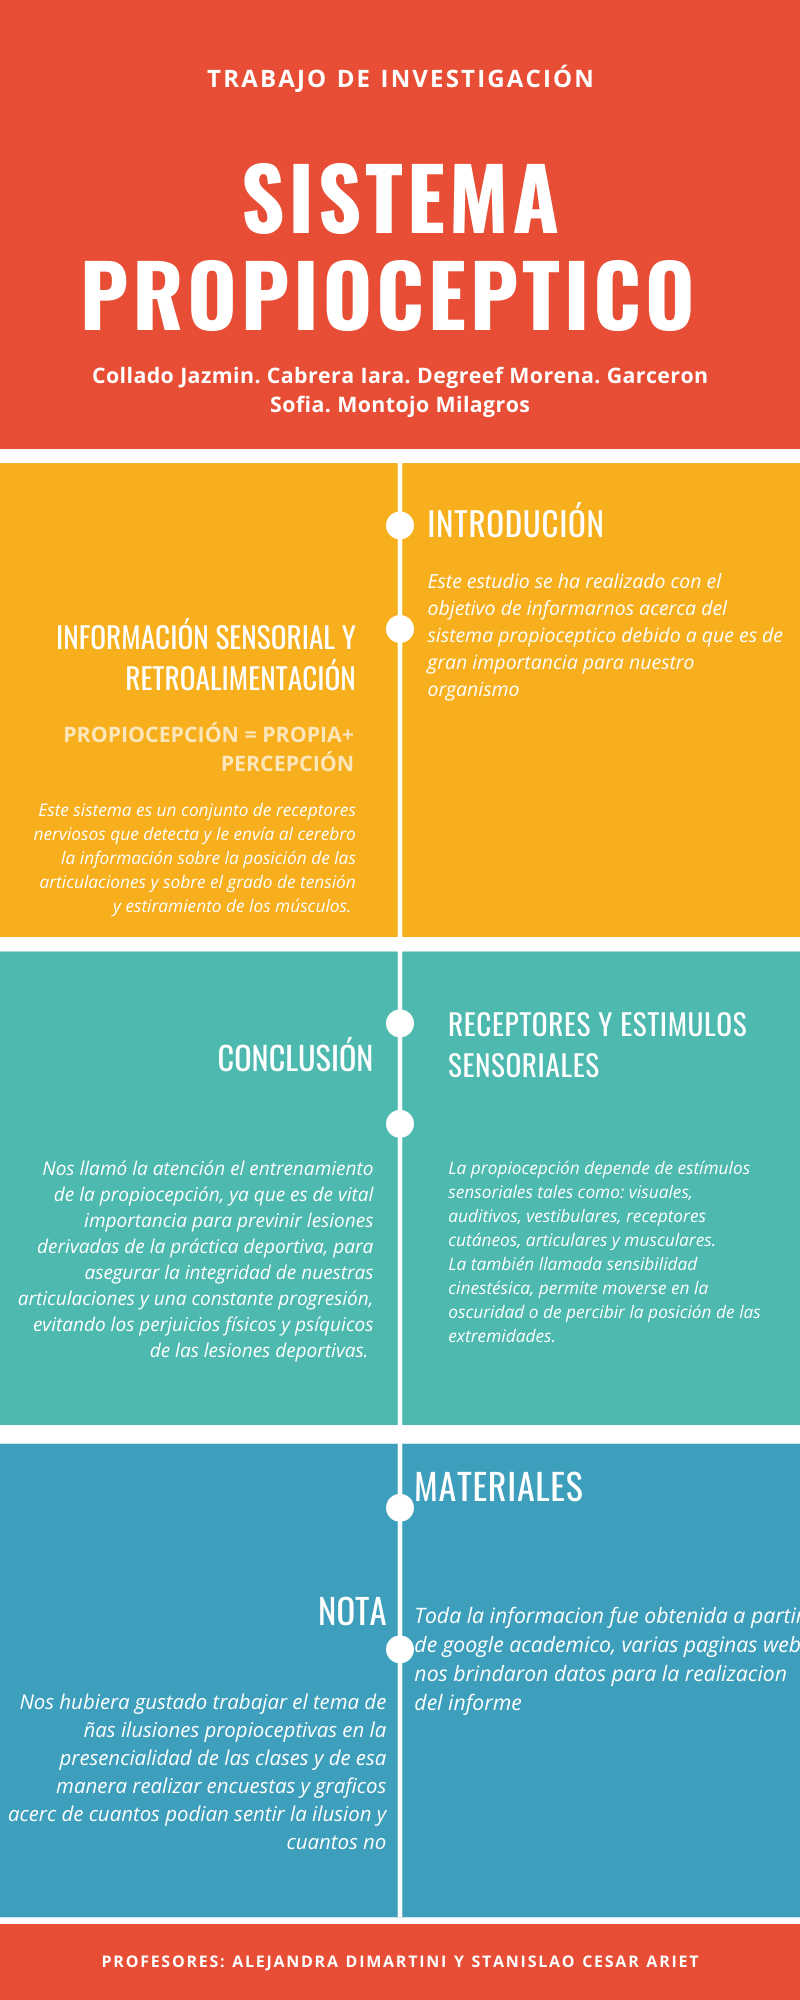 TRABAJO DE INVESTIGACIÓN
SISTEMA
PROPIOCEPTICO
Collado Jazmin. Cabrera Iara. Degreef Morena. Garceron
Sofia. Montojo Milagros
INTRODUCIÓN
Este estudio se ha realizado con el
objetivo de informarnos acerca del
sistema propioceptico debido a que es de
gran importancia para nuestro
organismo
INFORMACIÓN SENSORIAL Y
RETROALIMENTACIÓN
PROPIOCEPCIÓN = PROPIA+
PERCEPCIÓN
Este sistema es un conjunto de receptores
nerviosos que detecta y le envía al cerebro
la información sobre la posición de las
articulaciones y sobre el grado de tensión
y estiramiento de los músculos.
RECEPTORES Y ESTIMULOS
SENSORIALES
La propiocepción depende de estímulos
sensoriales tales como: visuales,
auditivos, vestibulares, receptores
cutáneos, articulares y musculares.
La también llamada sensibilidad
cinestésica, permite moverse en la
oscuridad o de percibir la posición de las
extremidades.
CONCLUSIÓN
Nos llamó la atención el entrenamiento
de la propiocepción, ya que es de vital
importancia para previnir lesiones
derivadas de la práctica deportiva, para
asegurar la integridad de nuestras
articulaciones y una constante progresión,
evitando los perjuicios físicos y psíquicos
de las lesiones deportivas.
MATERIALES
Toda la informacion fue obtenida a partir
de google academico, varias paginas web
nos brindaron datos para la realizacion
del informe
NOTA
Nos hubiera gustado trabajar el tema de
ñas ilusiones propioceptivas en la
presencialidad de las clases y de esa
manera realizar encuestas y graficos
acerc de cuantos podian sentir la ilusion y
cuantos no
PROFESORES: ALEJANDRA DIMARTINI Y STANISLAO CESAR ARIET